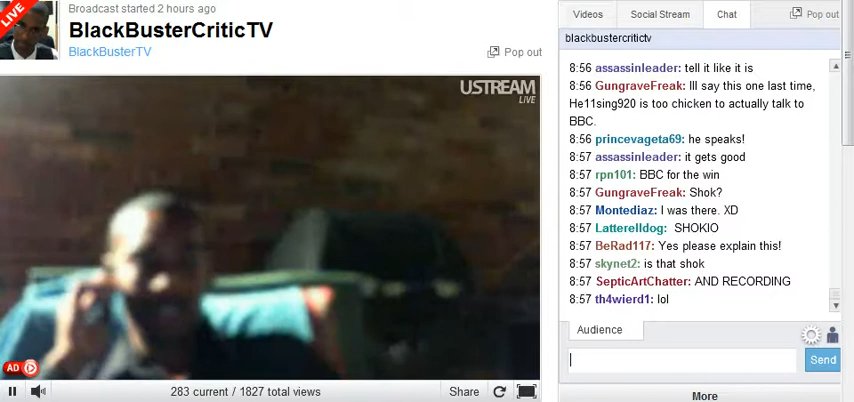 LIVE
Broadcast started 2 hours ago
BlackBusterCriticTV
BlackBusterTV
Pop out
USTREAM
LIVE
AD
283 current / 1827 total views
Share
Videos
Social Stream
Chat
Pop out
blackbustercritictv
8:56 assassinleader: tell it like it is
8:56 GungraveFreak: Ill say this one last time,
He11sing920 is too chicken to actually talk to
BBC.
8:56 princevageta69: he speaks!
8:57 assassinleader: it gets good
8:57 rpn101: BBC for the win
8:57 GungraveFreak: Shok?
8:57 Montediaz: I was there. XD
8:57 Latterelldog: SHOKIO
8:57 BeRad117: Yes please explain this!
8:57 skynet2: is that shok
8:57 SepticArtChatter: AND RECORDING
8:57 th4wierd1: lol
Audience
Send
More